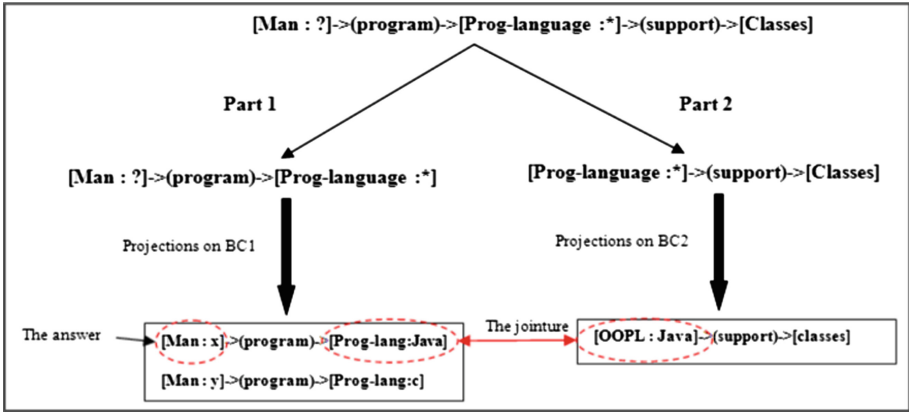 [Man : ?]->(program)->[Prog-language :*]->(support)->[Classes]
Part 1
Part 2
[Man : ?]->(program)->[Prog-language :*]
[Prog-language :*]->(support)->[Classes]
Projections on BC1
Projections on BC2
The answer
[Man : x]->(program)->[Prog-lang:Java]
The jointure
[OOPL : Java]->(support)->[classes]
[Man : y]->(program)->[Prog-lang:c]